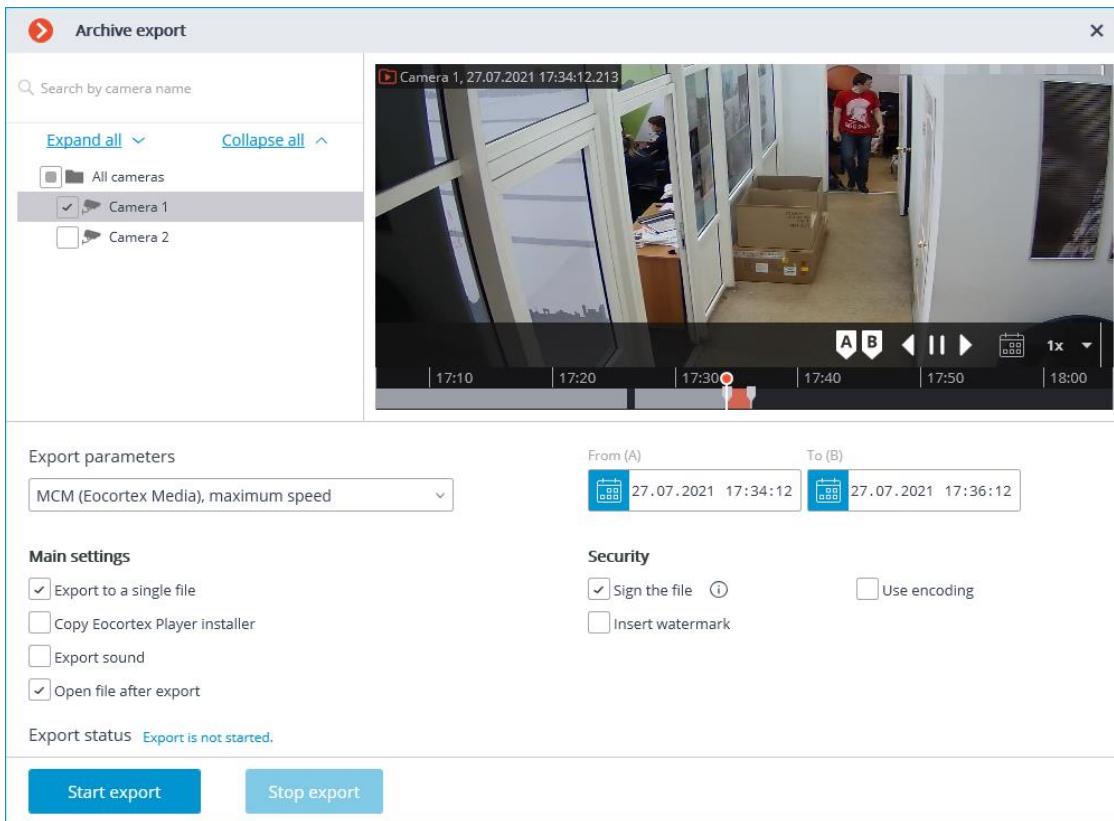 Archive export
Search by camera name
Expand all Collapse all
All cameras
Camera 1
Camera 2
Camera 1, 27.07.2021 17:34:12.213
A B 1x
17:10 17:20 17:30 17:40 17:50 18:00
Export parameters
MCM (Eocortex Media), maximum speed
From (A) To (B)
27.07.2021 17:34:12 27.07.2021 17:36:12
Main settings
Export to a single file
Copy Eocortex Player installer
Export sound
Open file after export
Security
Sign the file Use encoding
Insert watermark
Export status Export is not started.
Start export Stop export